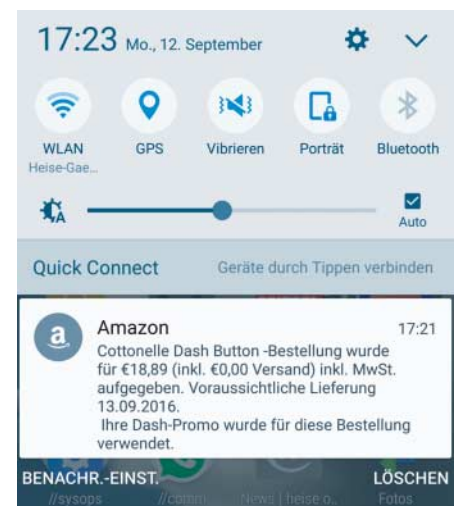 17:23 Mo., 12. September
WLAN GPS Vibrieren Porträt Bluetooth
Heise-Gae...
A Auto
Quick Connect Geräte durch Tippen verbinden
a Amazon 17:21
Cottonelle Dash Button -Bestellung wurde
für €18,89 (inkl. €0,00 Versand) inkl. MwSt.
aufgegeben. Voraussichtliche Lieferung
13.09.2016.
Ihre Dash-Promo wurde für diese Bestellung
verwendet.
BENACHR.-EINST. LÖSCHEN
//svsops //comm... News | heise o.. Fotos